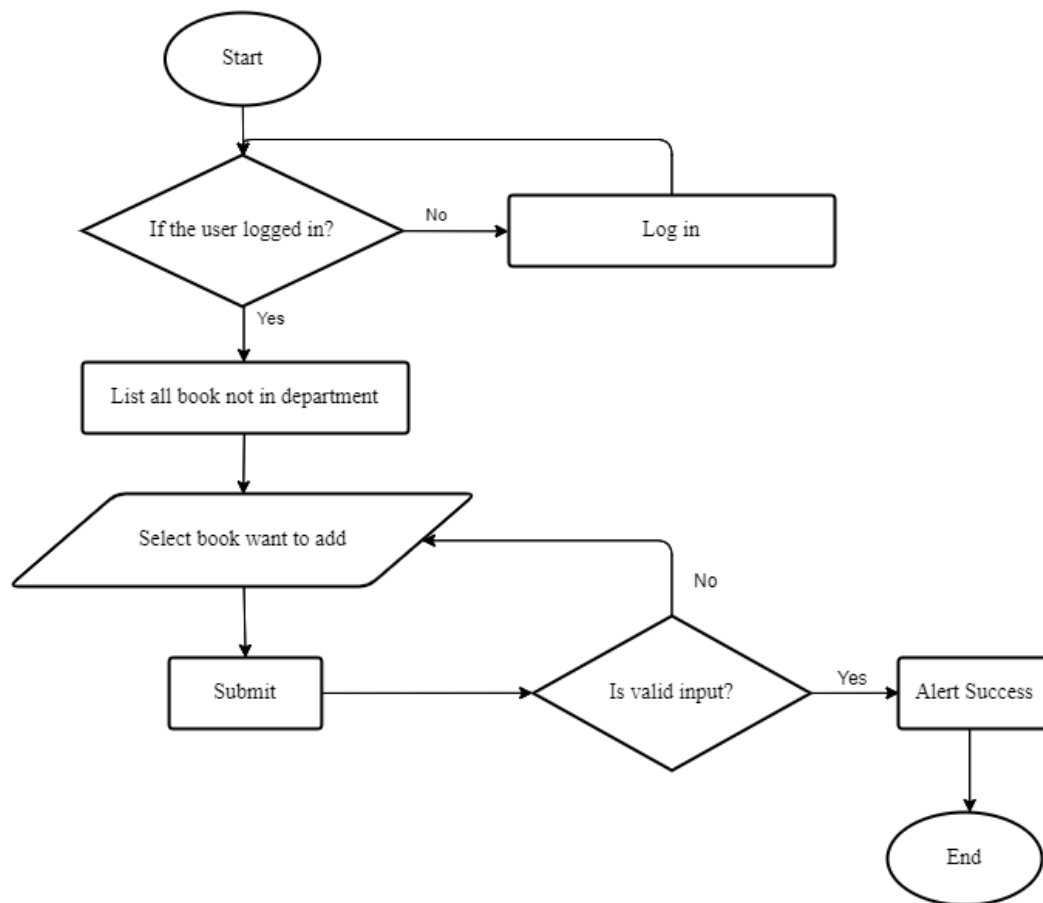 Start
If the user logged in?
No
Log in
Yes
List all book not in department
Select book want to add
No
Submit
Is valid input?
Yes
Alert Success
End